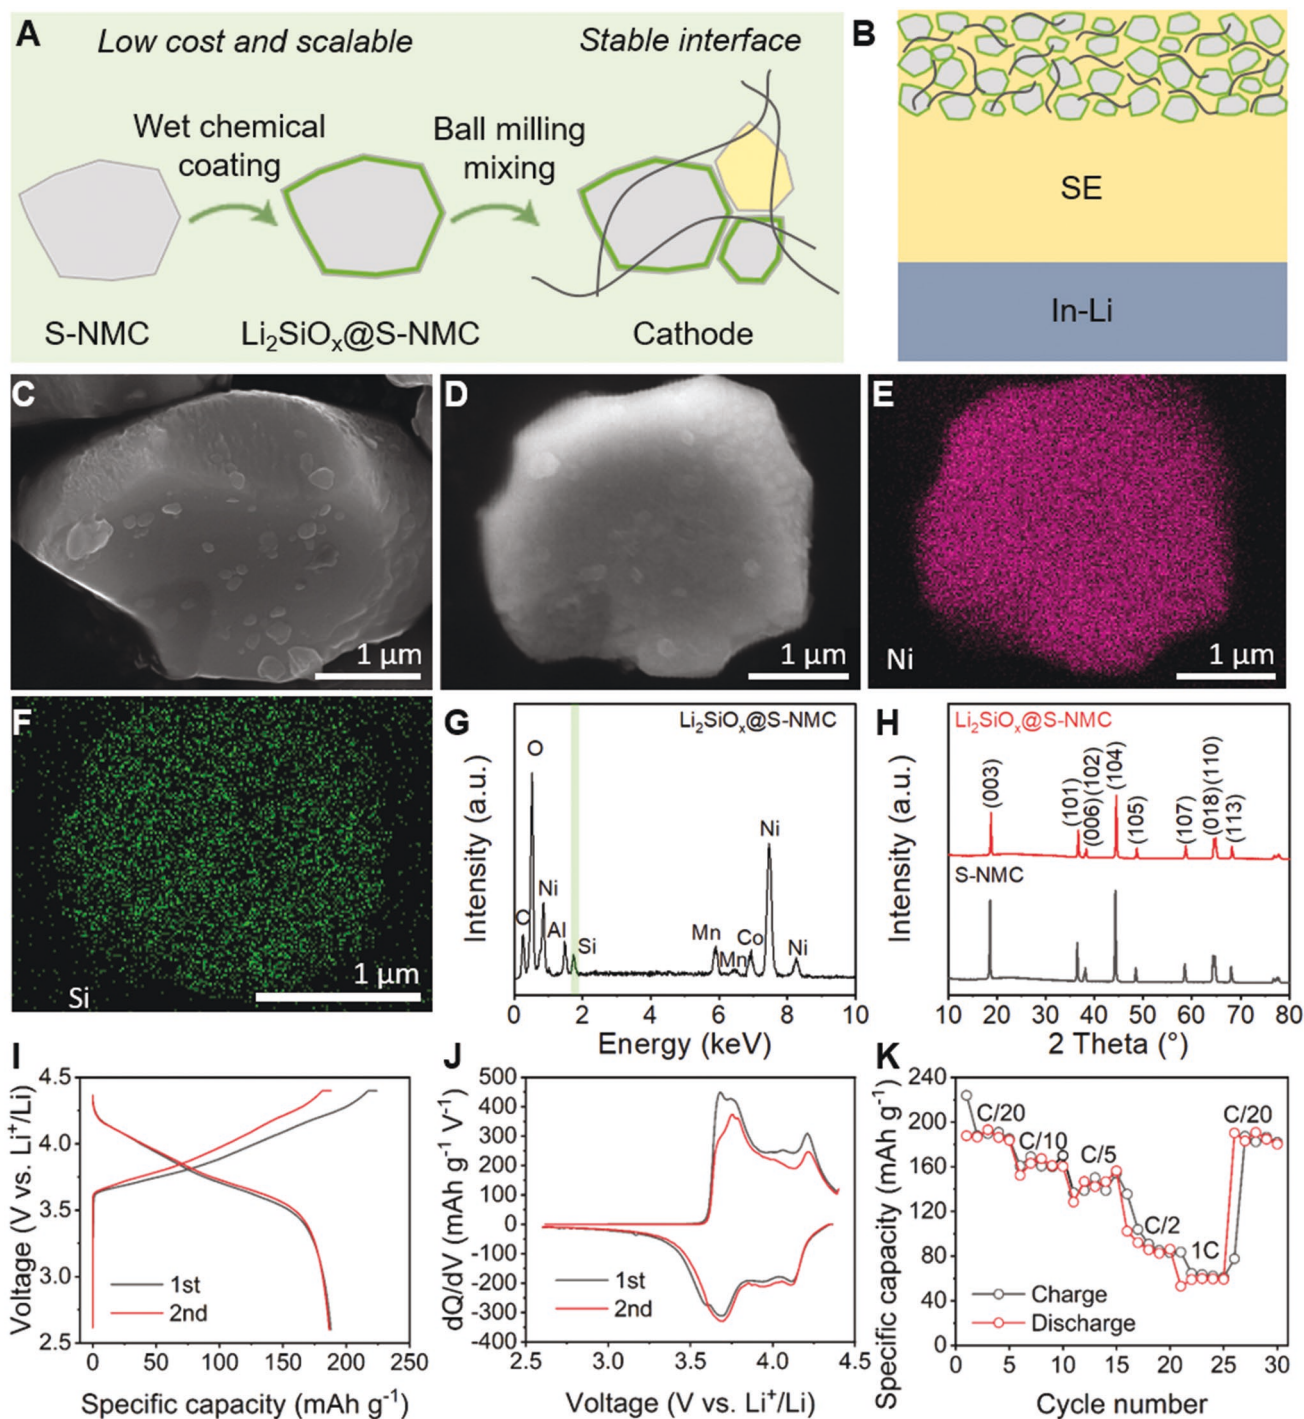 A
Low cost and scalable
Stable interface
Wet chemical
coating
Ball milling
mixing
S-NMC
Li₂SiOₓ@S-NMC
Cathode
B
SE
In-Li
C
1 µm
D
1 µm
E
Ni
1 µm
F
Si
1 µm
G
Li₂SiOₓ@S-NMC
Intensity (a.u.)
C
O
Ni
Al
Si
Mn
Mn
Co
Ni
Ni
0 2 4 6 8 10
Energy (keV)
H
Li₂SiOₓ@S-NMC
Intensity (a.u.)
(003)
(101)
(006)
(102)
(104)
(105)
(107)
(018)
(110)
(113)
S-NMC
10 20 30 40 50 60 70 80
2 Theta (°)
I
Voltage (V vs. Li⁺/Li)
4.5
4.0
3.5
3.0
2.5
1st
2nd
0 50 100 150 200 250
Specific capacity (mAh g⁻¹)
J
dQ/dV (mAh g⁻¹ V⁻¹)
500
400
300
200
100
0
-100
-200
-300
-400
1st
2nd
2.5 3.0 3.5 4.0 4.5
Voltage (V vs. Li⁺/Li)
K
Specific capacity (mAh g⁻¹)
240
200
160
120
80
40
0
C/20
C/10
C/5
C/2
1C
C/20
Charge
Discharge
0 5 10 15 20 25 30
Cycle number